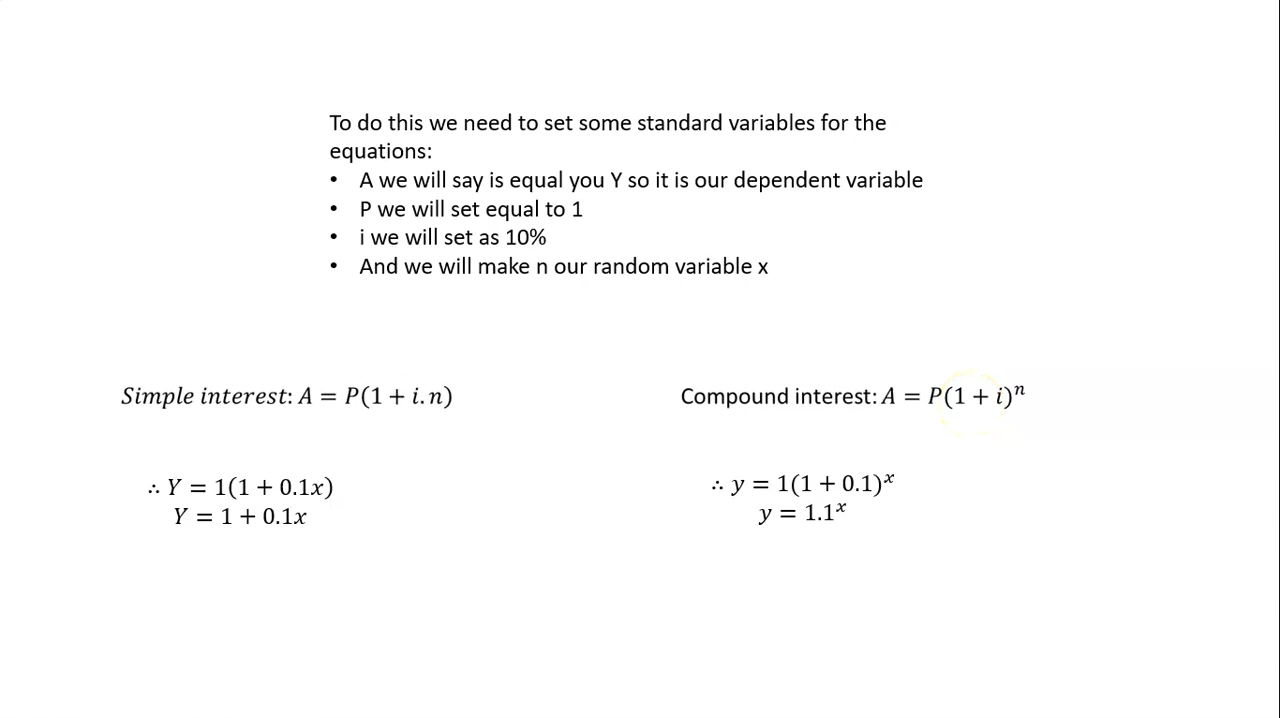 To do this we need to set some standard variables for the
equations:
• A we will say is equal you Y so it is our dependent variable
• P we will set equal to 1
• i we will set as 10%
• And we will make n our random variable x
Simple interest: A = P(1 + i.n)
Compound interest: A = P(1 + i)ⁿ
∴ Y = 1(1 + 0.1x)
Y = 1 + 0.1x
∴ y = 1(1 + 0.1)ˣ
y = 1.1ˣ